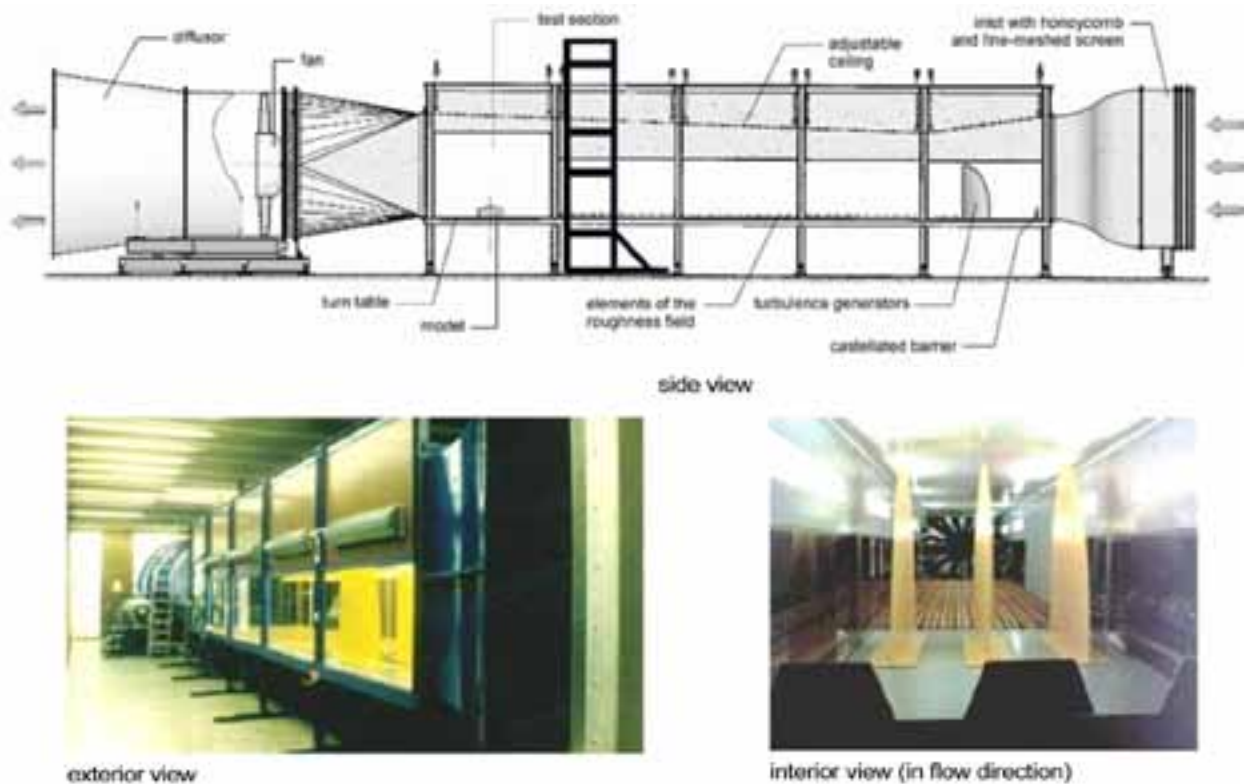 test section
diffusor
fan
adjustable
ceiling
inlet with honeycomb
and fine-meshed screen
turn table
model
elements of the
roughness field
turbulence generators
castellated barrier
side view
exterior view
interior view (in flow direction)